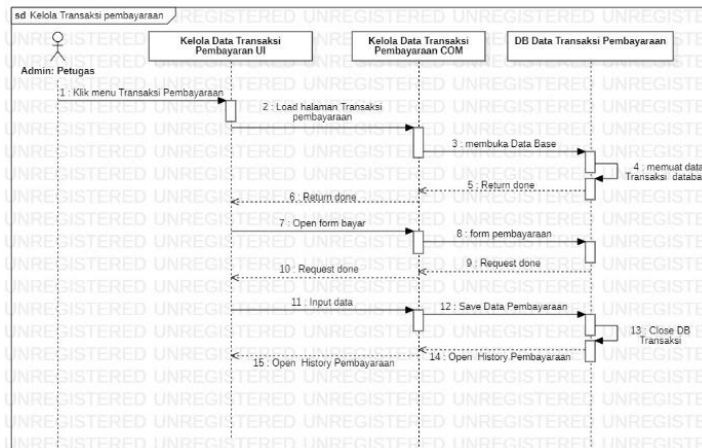 sd Kelola Transaksi pembayaraan
Kelola Data Transaksi
Pembayaran UI
Kelola Data Transaksi
Pembayaraan COM
DB Data Transaksi Pembayaraan
Admin: Petugas
1 : Klik menu Transaksi Pembayaraan
2 : Load halaman Transaksi
pembayaraan
3 : membuka Data Base
4 : memuat data
Transaksi databa
5 : Return done
6 : Return done
7 : Open form bayar
8 : form pembayaraan
9 : Request done
10 : Request done
11 : Input data
12 : Save Data Pembayaraan
13 : Close DB
Transaksi
14 : Open History Pembayaraan
15 : Open History Pembayaraan
UNREGISTERED UNREGISTERED UNREGISTERED UNREGISTERED